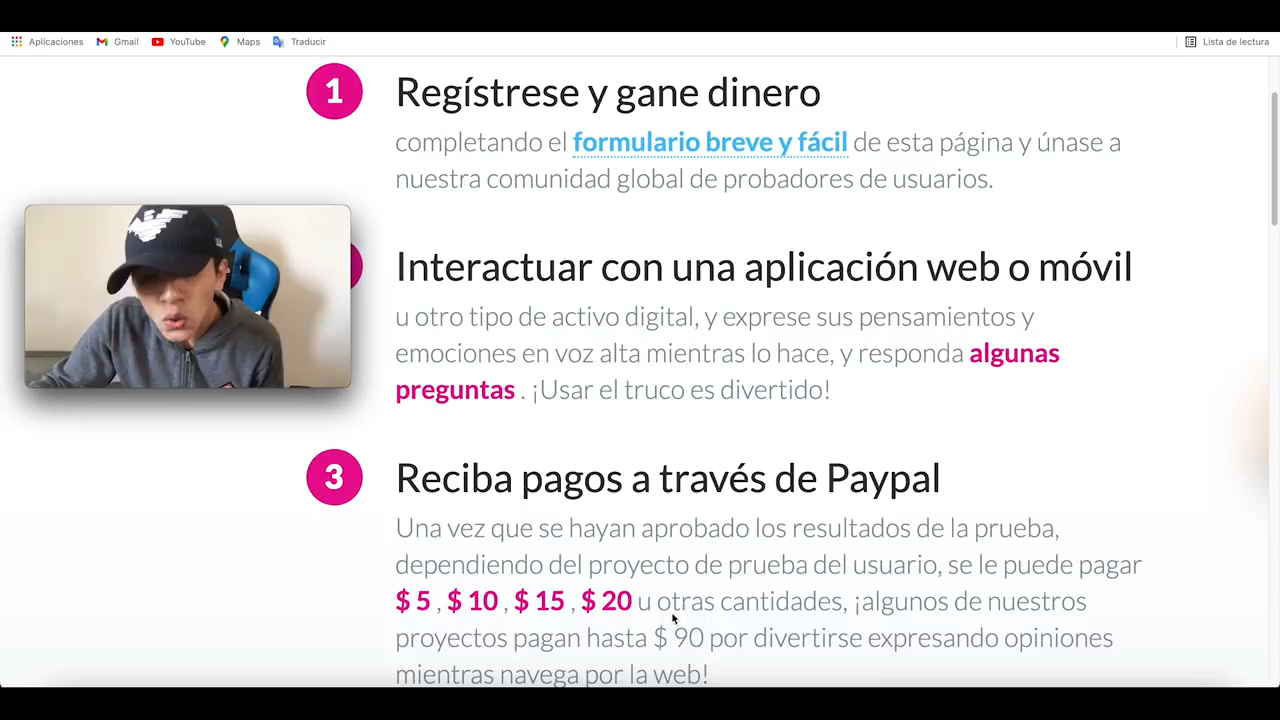 Aplicaciones Gmail YouTube Maps Traducir Lista de lectura
1 Regístrese y gane dinero
completando el formulario breve y fácil de esta página y únase a
nuestra comunidad global de probadores de usuarios.
Interactuar con una aplicación web o móvil
u otro tipo de activo digital, y exprese sus pensamientos y
emociones en voz alta mientras lo hace, y responda algunas
preguntas . ¡Usar el truco es divertido!
3 Reciba pagos a través de Paypal
Una vez que se hayan aprobado los resultados de la prueba,
dependiendo del proyecto de prueba del usuario, se le puede pagar
$ 5 , $ 10 , $ 15 , $ 20 u otras cantidades, ¡algunos de nuestros
proyectos pagan hasta $ 90 por divertirse expresando opiniones
mientras navega por la web!